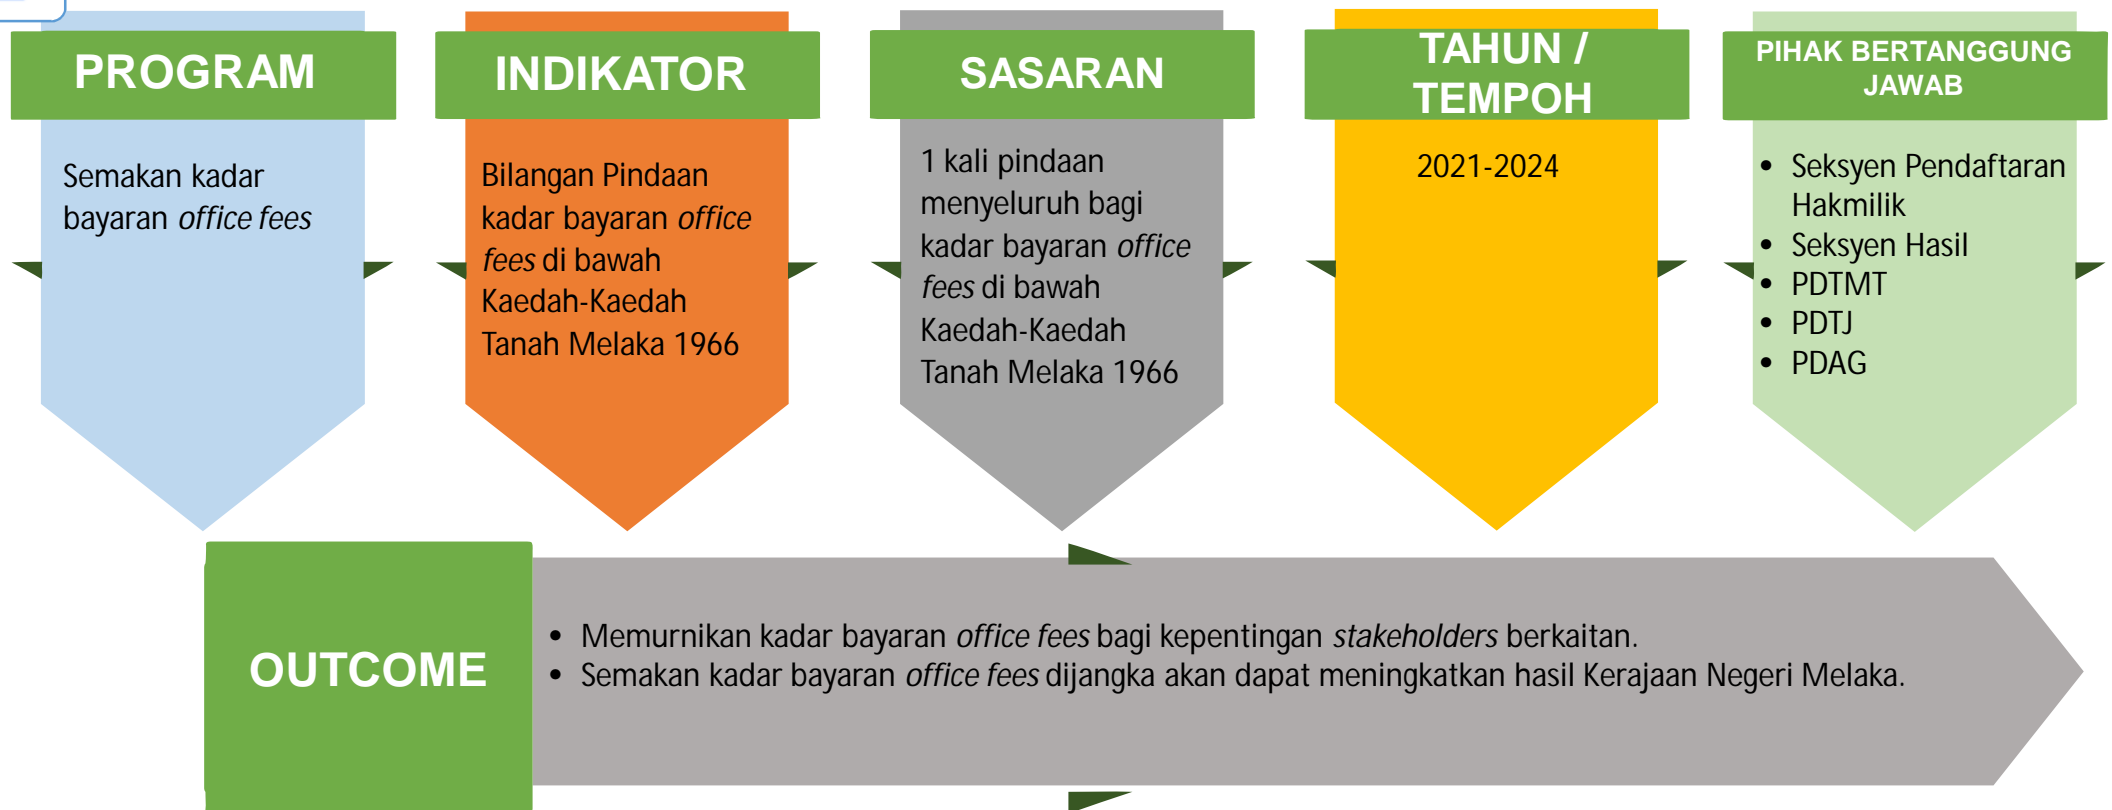 PROGRAM
Semakan kadar
bayaran office fees
INDIKATOR
Bilangan Pindaan
kadar bayaran office
fees di bawah
Kaedah-Kaedah
Tanah Melaka 1966
SASARAN
1 kali pindaan
menyeluruh bagi
kadar bayaran office
fees di bawah
Kaedah-Kaedah
Tanah Melaka 1966
TAHUN /
TEMPOH
2021-2024
PIHAK BERTANGGUNG
JAWAB
• Seksyen Pendaftaran
Hakmilik
• Seksyen Hasil
• PDTMT
• PDTJ
• PDAG
OUTCOME
• Memurnikan kadar bayaran office fees bagi kepentingan stakeholders berkaitan.
• Semakan kadar bayaran office fees dijangka akan dapat meningkatkan hasil Kerajaan Negeri Melaka.